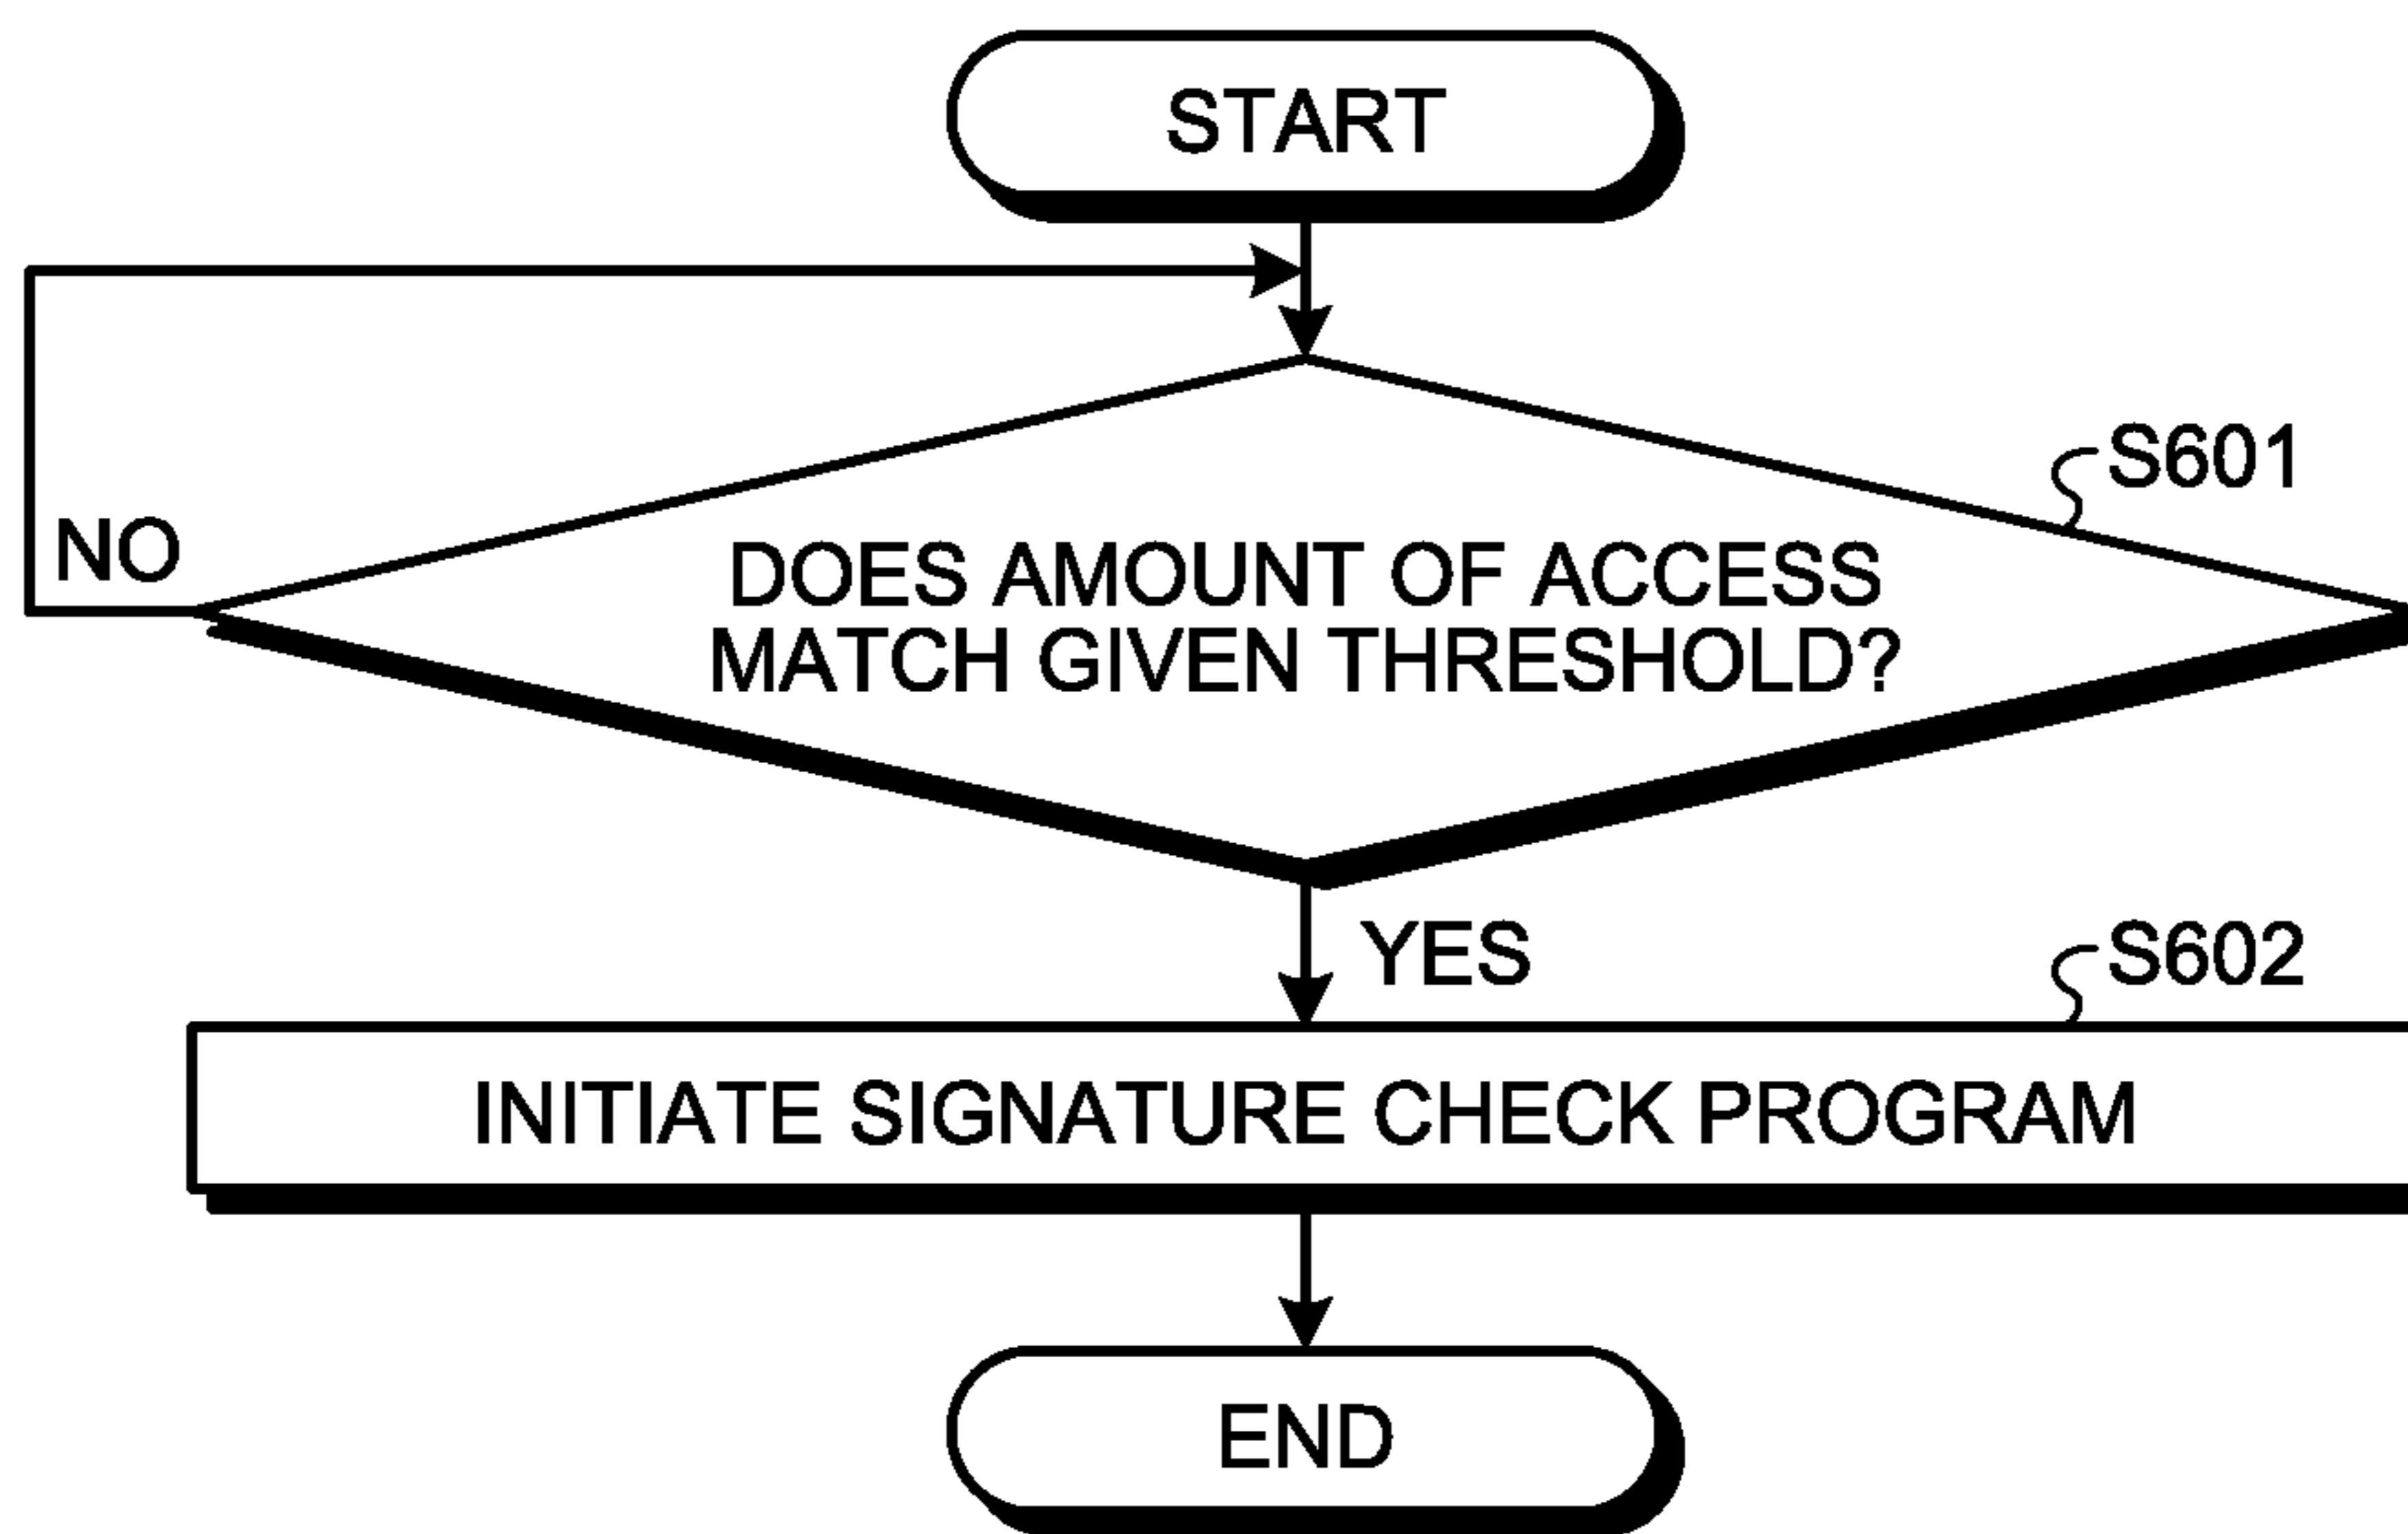 START
S601
NO
DOES AMOUNT OF ACCESS
MATCH GIVEN THRESHOLD?
YES
S602
INITIATE SIGNATURE CHECK PROGRAM
END